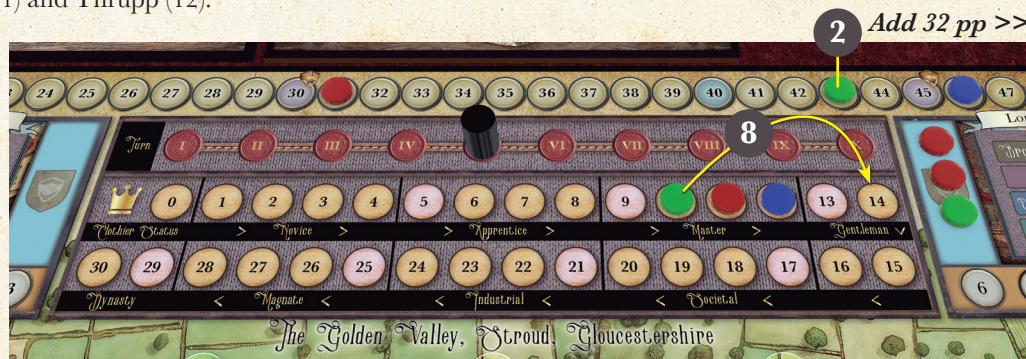 1) and Thrupp (12).
2 Add 32 pp >>
24 25 26 27 28 29 30 32 33 34 35 36 37 38 39 40 41 42 44 45 47
8
Turn I II III IV VI VII VIII IX X
0 1 2 3 4 5 6 7 8 9 13 14
Clothier Status > Novice > > Apprentice > > Master > Gentleman
30 29 28 27 26 25 24 23 22 21 20 19 18 17 16 15
Dynasty < Magnate < < Industrial < < Societal < <
6
The Golden Valley, Stroud, Gloucestershire